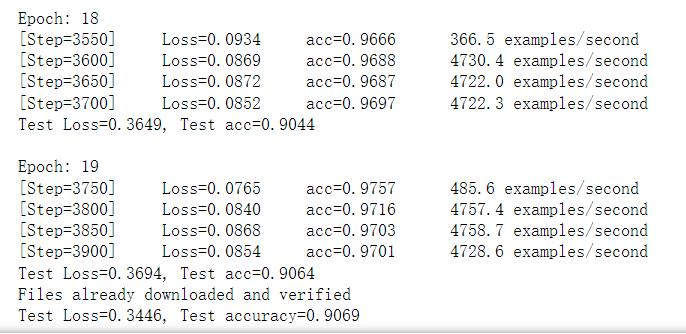 Epoch: 18
[Step=3550] Loss=0.0934 acc=0.9666 366.5 examples/second
[Step=3600] Loss=0.0869 acc=0.9688 4730.4 examples/second
[Step=3650] Loss=0.0872 acc=0.9687 4722.0 examples/second
[Step=3700] Loss=0.0852 acc=0.9697 4722.3 examples/second
Test Loss=0.3649, Test acc=0.9044
Epoch: 19
[Step=3750] Loss=0.0765 acc=0.9757 485.6 examples/second
[Step=3800] Loss=0.0840 acc=0.9716 4757.4 examples/second
[Step=3850] Loss=0.0868 acc=0.9703 4758.7 examples/second
[Step=3900] Loss=0.0854 acc=0.9701 4728.6 examples/second
Test Loss=0.3694, Test acc=0.9064
Files already downloaded and verified
Test Loss=0.3446, Test accuracy=0.9069